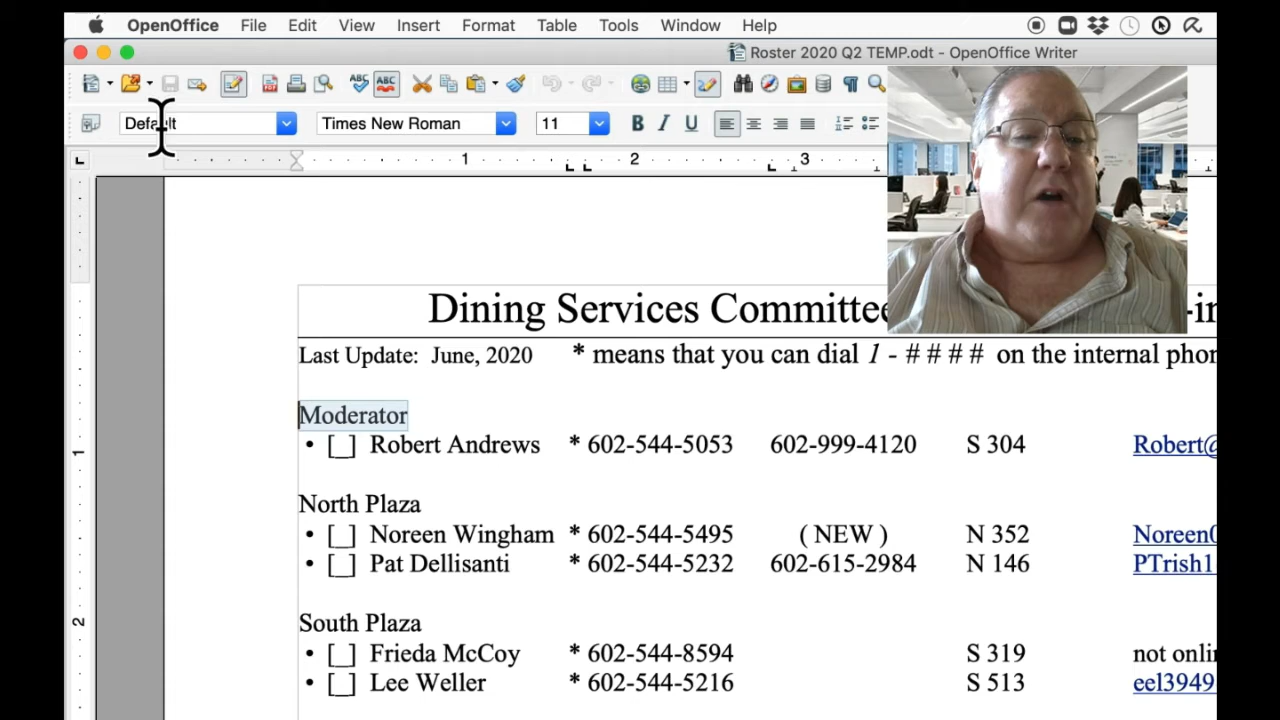 OpenOffice File Edit View Insert Format Table Tools Window Help
Roster 2020 Q2 TEMP.odt - OpenOffice Writer
Default Times New Roman 11 B I U
1 2 3
Dining Services Committee
Last Update: June, 2020 * means that you can dial 1 - # # # # on the internal phon
Moderator
• [_] Robert Andrews * 602-544-5053 602-999-4120 S 304 Robert@
1
North Plaza
• [_] Noreen Wingham * 602-544-5495 ( NEW ) N 352 Noreen0
• [_] Pat Dellisanti * 602-544-5232 602-615-2984 N 146 PTrish1
2 South Plaza
• [_] Frieda McCoy * 602-544-8594 S 319 not onlin
• [_] Lee Weller * 602-544-5216 S 513 eel3949